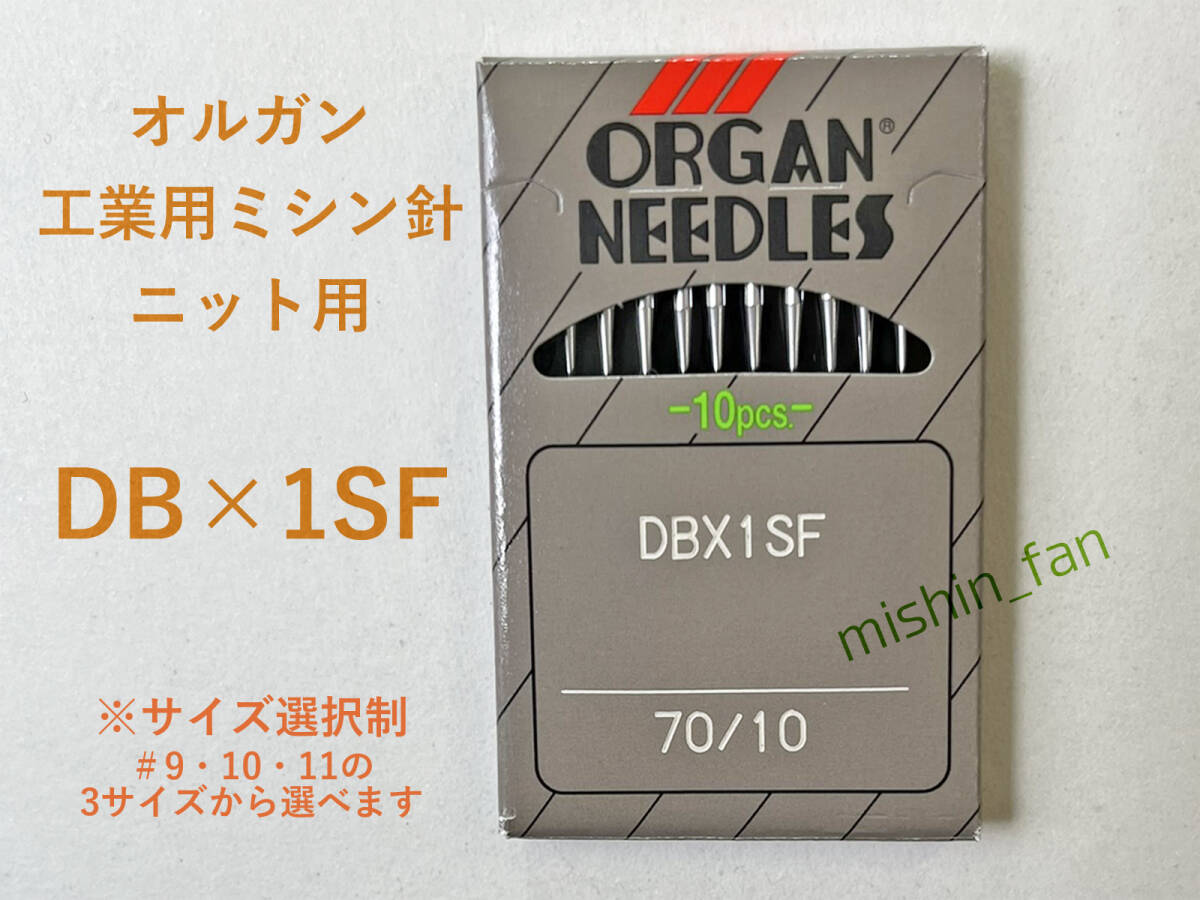 オルガン
工業用ミシン針
ニット用
DB×1SF
※サイズ選択制
#9・10・11の
3サイズから選べます
ORGAN®
NEEDLES
-10pcs.-
DBX1SF
70/10
mishin_fan